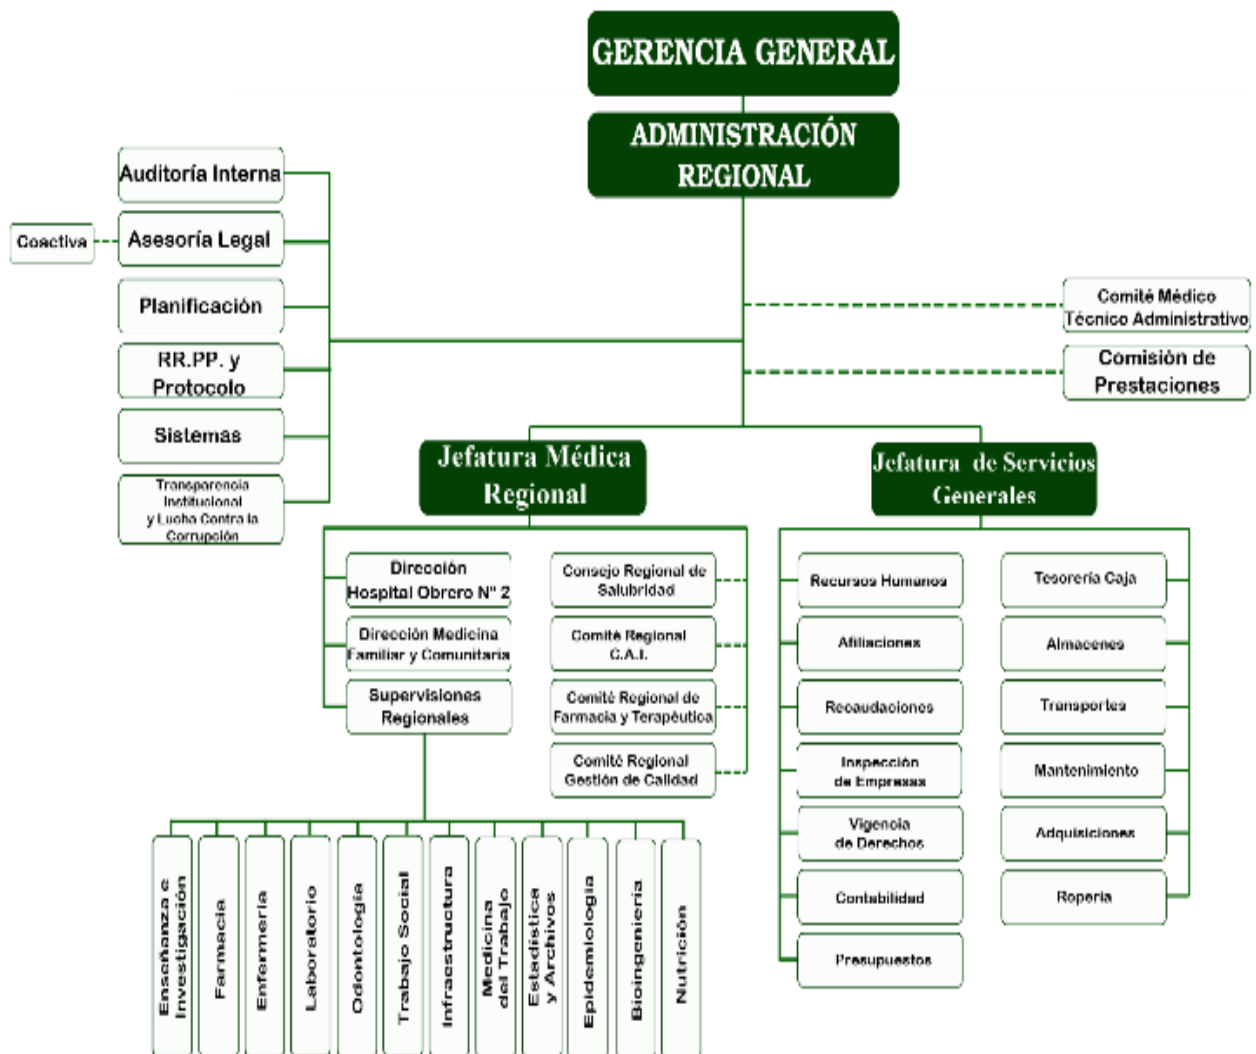 GERENCIA GENERAL
ADMINISTRACIÓN
REGIONAL
Auditoría Interna
Coactiva
Asesoría Legal
Planificación
RR.PP. y
Protocolo
Sistemas
Transparencia
Institucional
y Lucha Contra la
Corrupción
Comité Médico
Técnico Administrativo
Comisión de
Prestaciones
Jefatura Médica
Regional
Jefatura de Servicios
Generales
Dirección
Hospital Obrero N° 2
Dirección Medicina
Familiar y Comunitaria
Supervisiones
Regionales
Consejo Regional de
Salubridad
Comité Regional
C.A.I.
Comité Regional de
Farmacia y Terapéutica
Comité Regional
Gestión de Calidad
Recursos Humanos
Afiliaciones
Recaudaciones
Inspección
de Empresas
Vigencia
de Derechos
Contabilidad
Presupuestos
Tesorería Caja
Almacenes
Transportes
Mantenimiento
Adquisiciones
Ropería
Enseñanza e
Investigación
Farmacia
Enfermería
Laboratorio
Odontología
Trabajo Social
Infraestructura
Medicina
del Trabajo
Estadística
y Archivos
Epidemiología
Bioingeniería
Nutrición